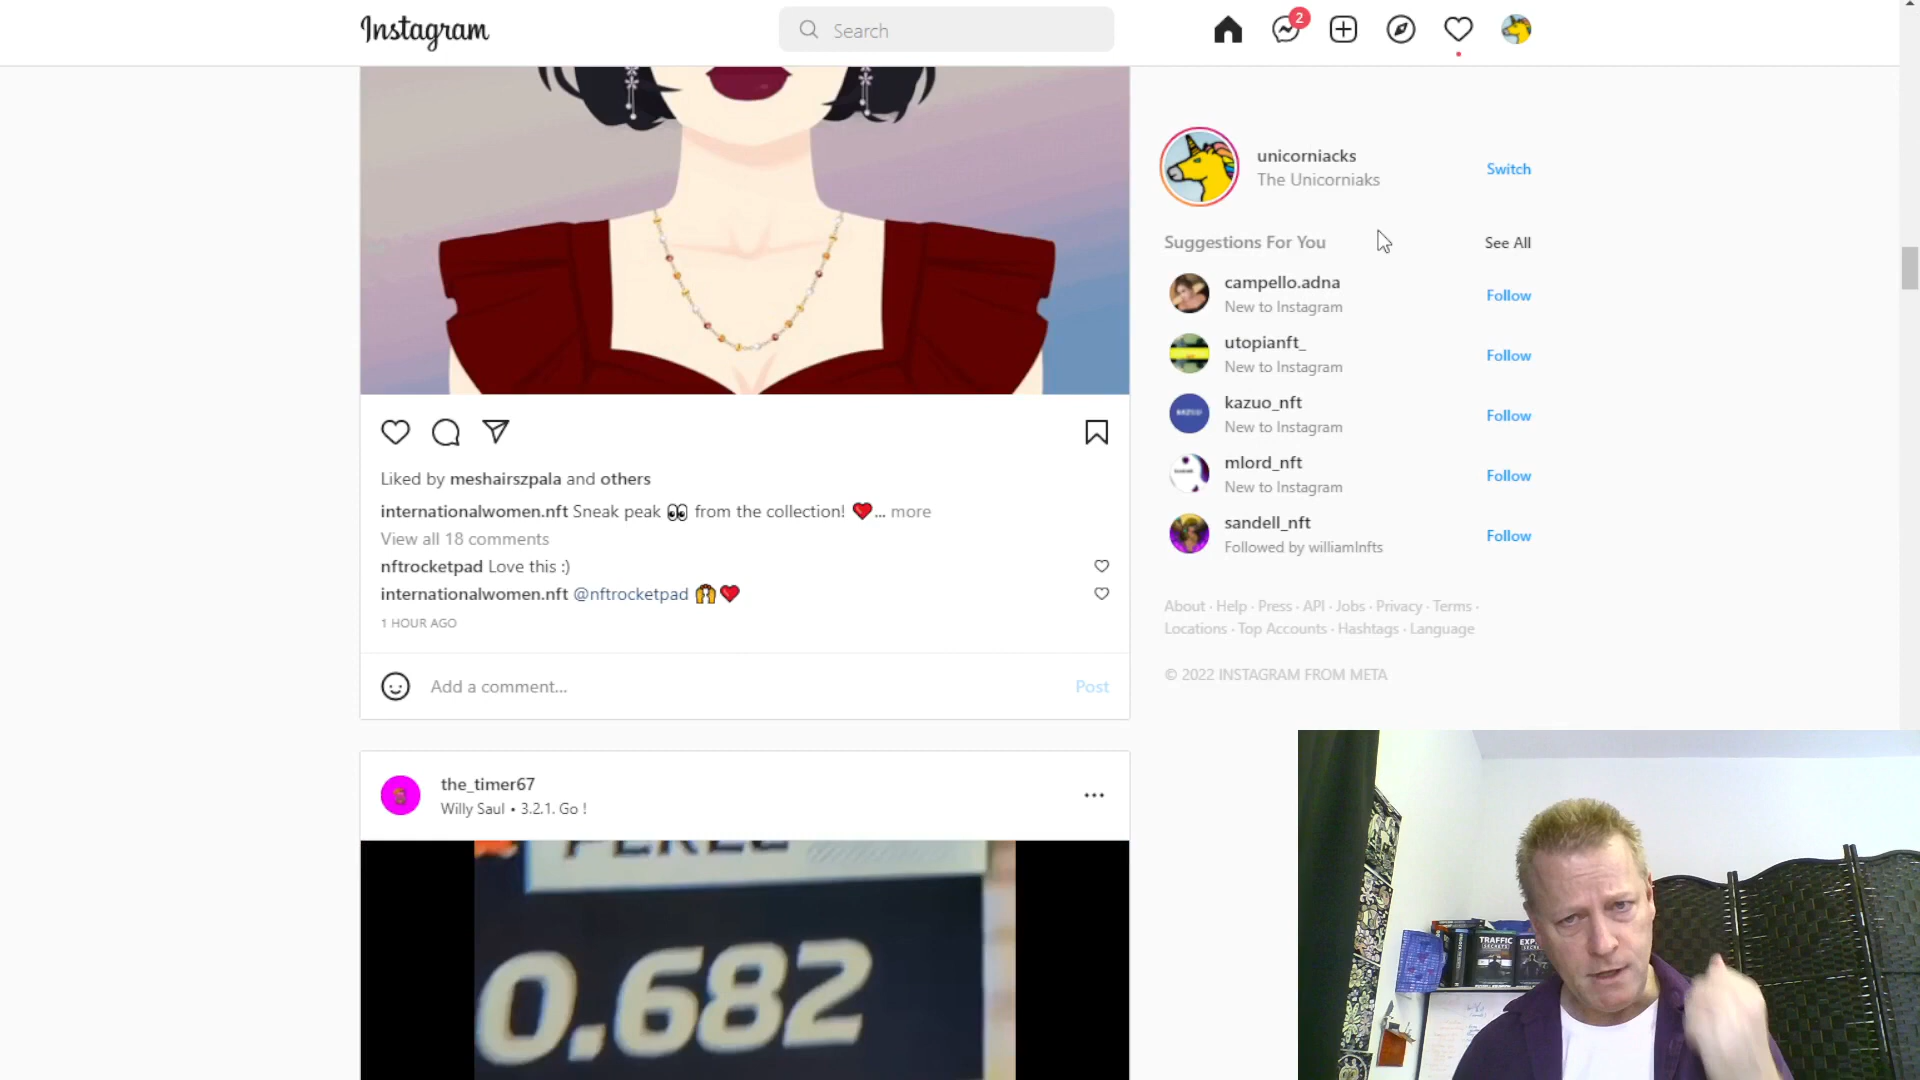 Instagram
Search
2
unicorniacks
The Unicorniaks
Switch
Suggestions For You
See All
campello.adna
New to Instagram
Follow
utopianft_
New to Instagram
Follow
kazuo_nft
New to Instagram
Follow
mlord_nft
New to Instagram
Follow
sandell_nft
Followed by williamlnfts
Follow
About · Help · Press · API · Jobs · Privacy · Terms ·
Locations · Top Accounts · Hashtags · Language
© 2022 INSTAGRAM FROM META
Liked by meshairszpala and others
internationalwomen.nft Sneak peak 👀 from the collection! ❤️... more
View all 18 comments
nftrocketpad Love this :)
internationalwomen.nft @nftrocketpad 🙌❤️
1 HOUR AGO
Add a comment...
Post
the_timer67
Willy Saul • 3.2.1. Go !
0.682
TRAFFIC
SECRETS